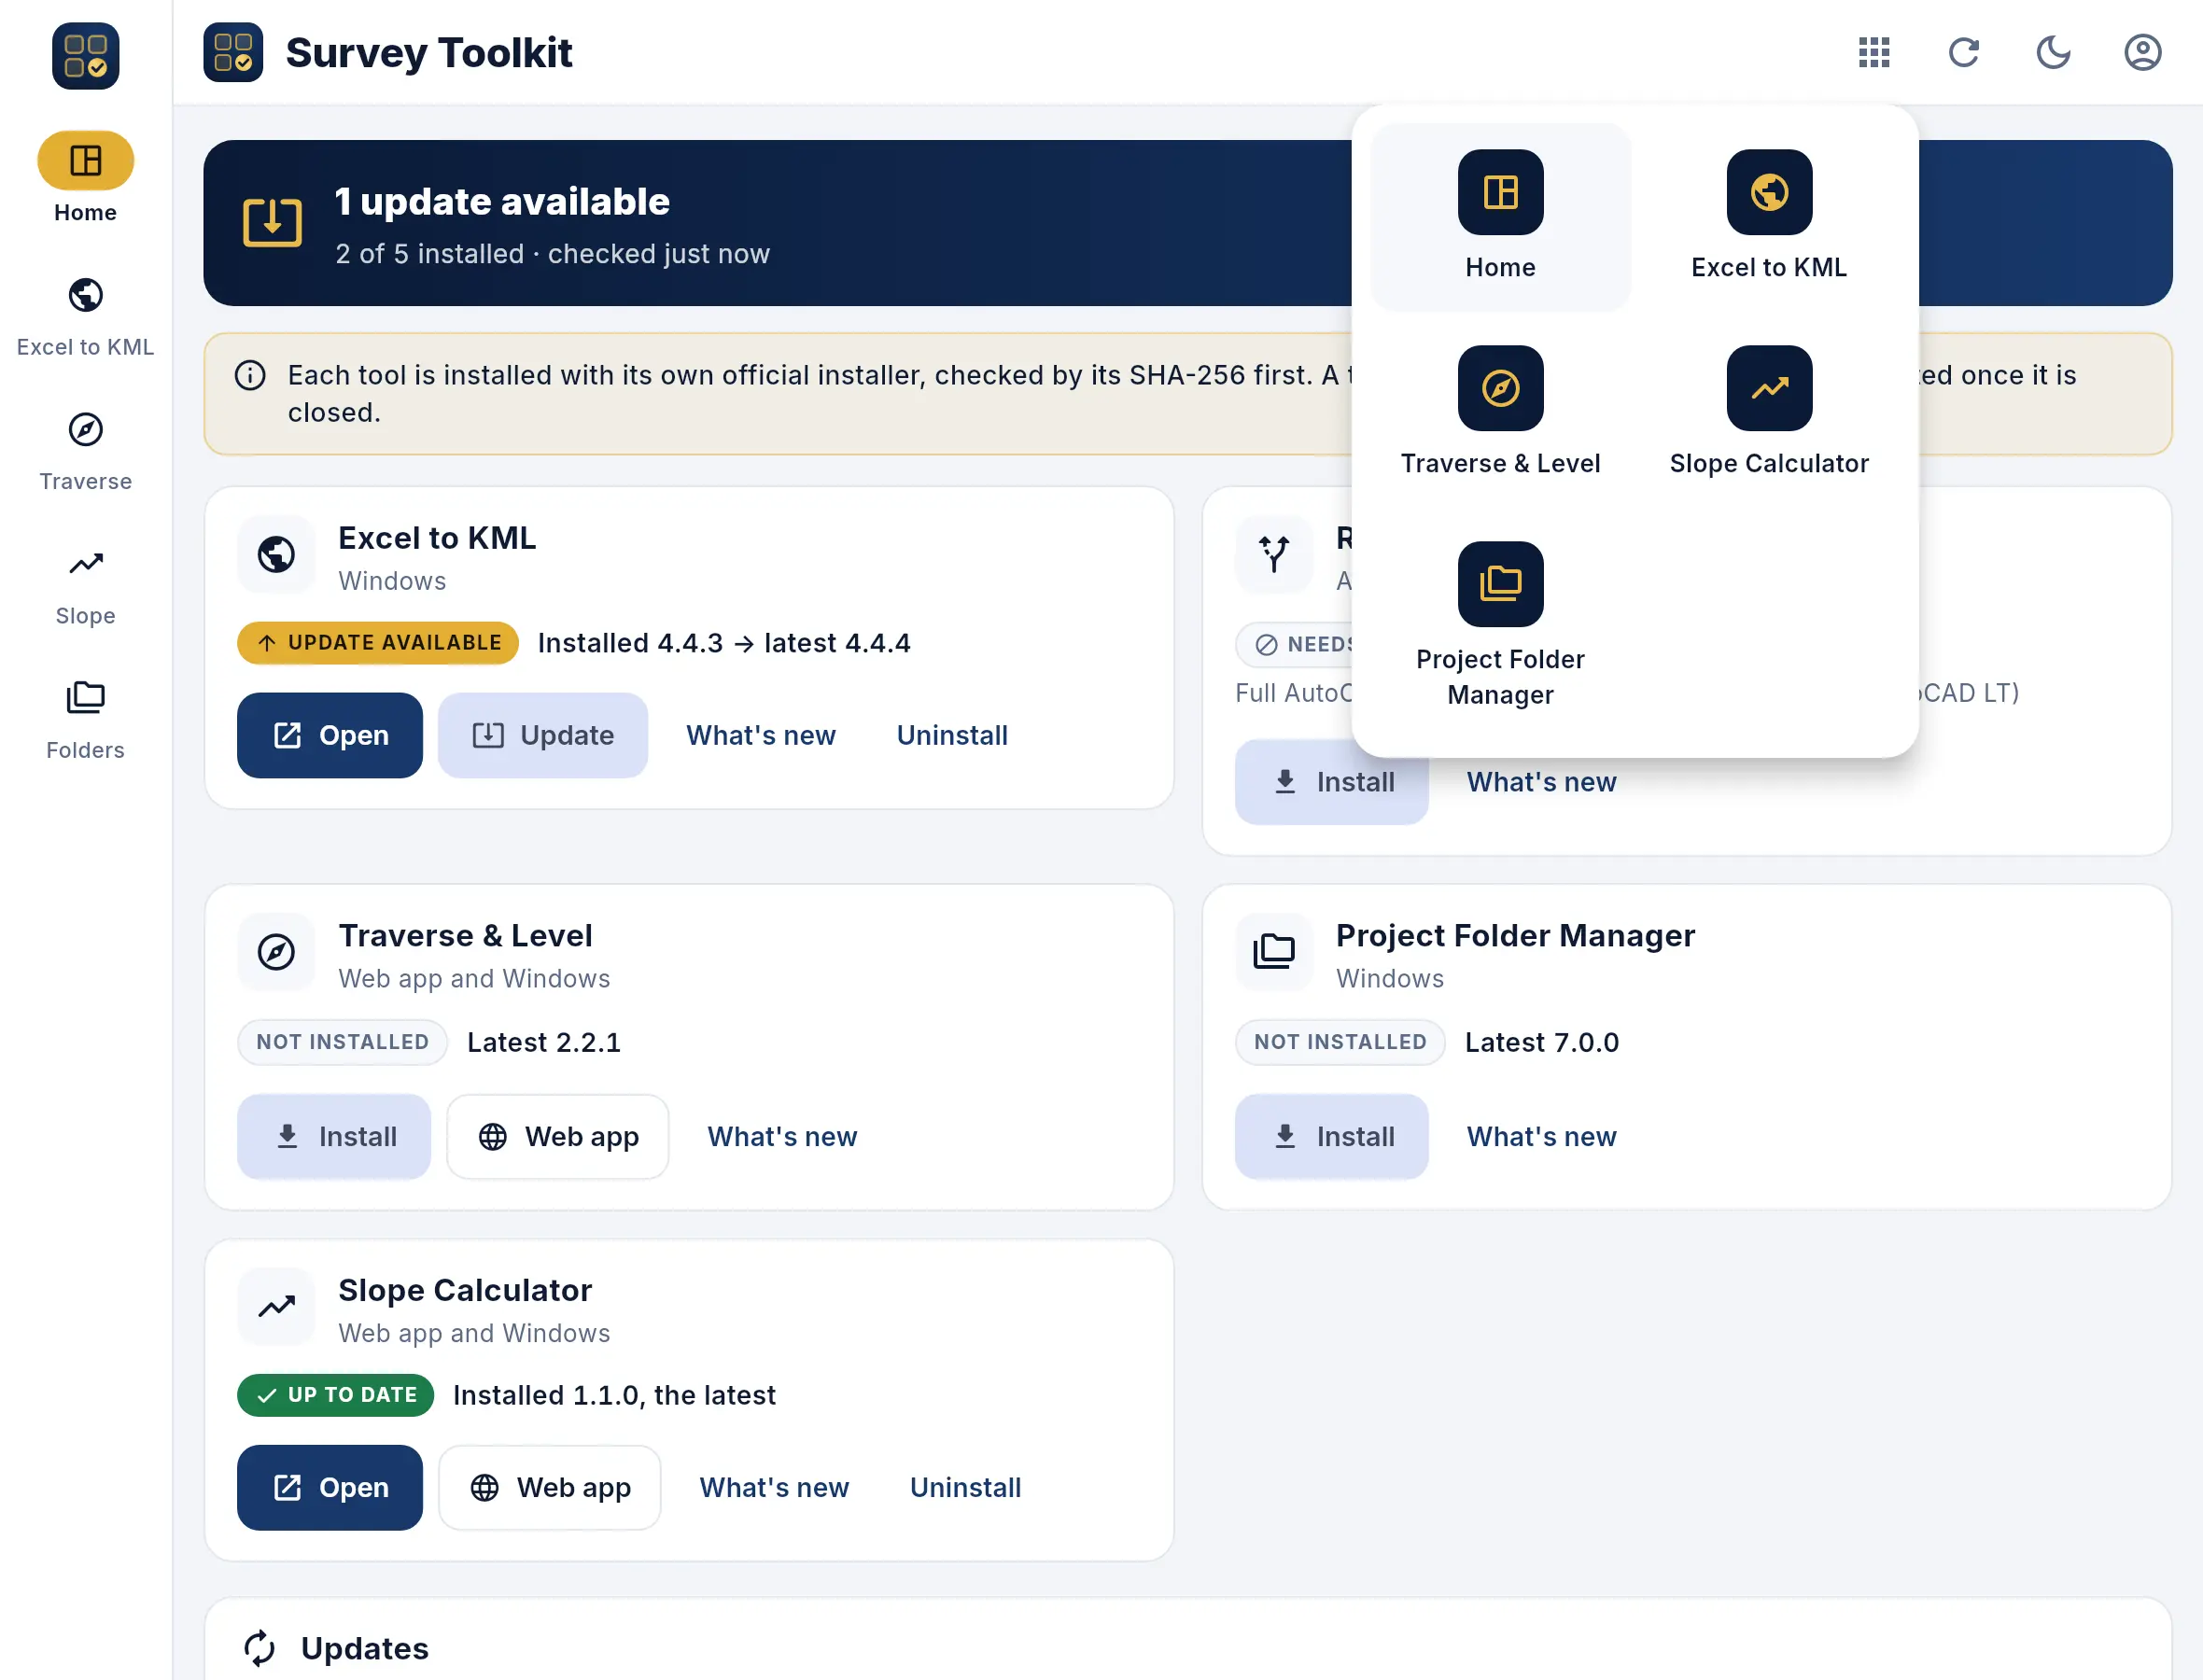 Survey Toolkit
Home
Excel to KML
Traverse
Slope
Folders
1 update available
2 of 5 installed · checked just now
Home
Excel to KML
Traverse & Level
Slope Calculator
Project Folder
Manager
Each tool is installed with its own official installer, checked by its SHA-256 first. A
once it is
closed.
Excel to KML
Windows
UPDATE AVAILABLE
Installed 4.4.3 → latest 4.4.4
Open
Update
What's new
Uninstall
Full
LT)
Install
What's new
Traverse & Level
Web app and Windows
NOT INSTALLED
Latest 2.2.1
Install
Web app
What's new
Project Folder Manager
Windows
NOT INSTALLED
Latest 7.0.0
Install
What's new
Slope Calculator
Web app and Windows
UP TO DATE
Installed 1.1.0, the latest
Open
Web app
What's new
Uninstall
Updates